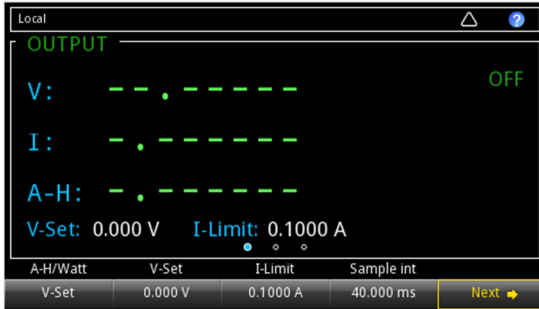 Local ?
OUTPUT
OFF
V: --.-----
I: -.------
A-H: -.------
V-Set: 0.000 V I-Limit: 0.1000 A
A-H/Watt V-Set I-Limit Sample int
V-Set 0.000 V 0.1000 A 40.000 ms Next